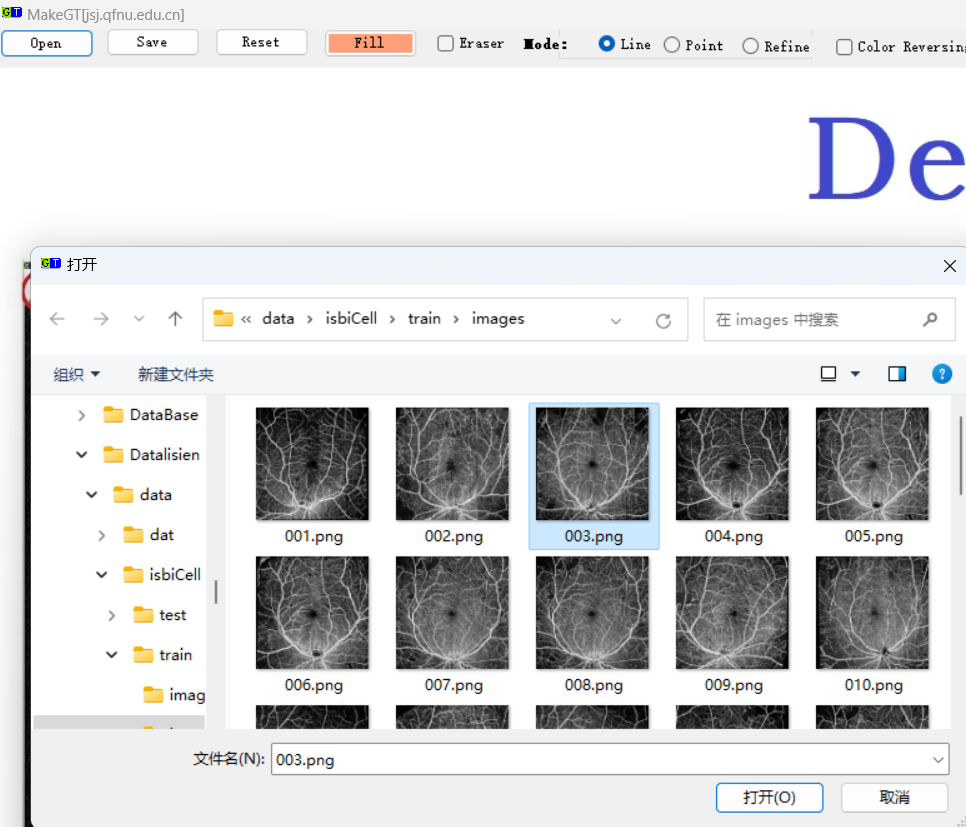 MakeGT[jsj.qfnu.edu.cn]
Open Save Reset Fill Eraser Mode: Line Point Refine Color Reversing
De
打开
« data › isbiCell › train › images 在 images 中搜索
组织 新建文件夹
DataBase
Datalisien
data
dat
isbiCell
test
train
imag
001.png 002.png 003.png 004.png 005.png
006.png 007.png 008.png 009.png 010.png
文件名(N): 003.png
打开(O) 取消